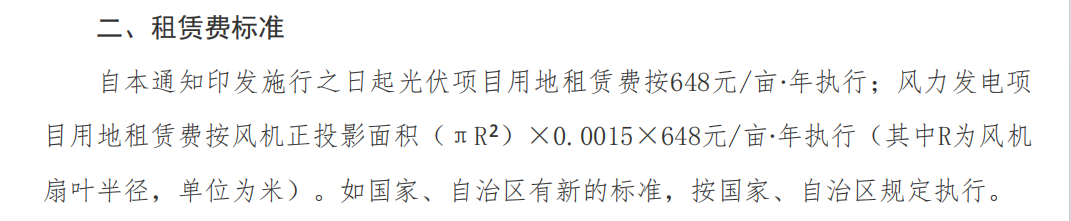 二、租赁费标准
自本通知印发施行之日起光伏项目用地租赁费按648元/亩·年执行；风力发电项
目用地租赁费按风机正投影面积（πR²）×0.0015×648元/亩·年执行（其中R为风机
扇叶半径，单位为米）。如国家、自治区有新的标准，按国家、自治区规定执行。